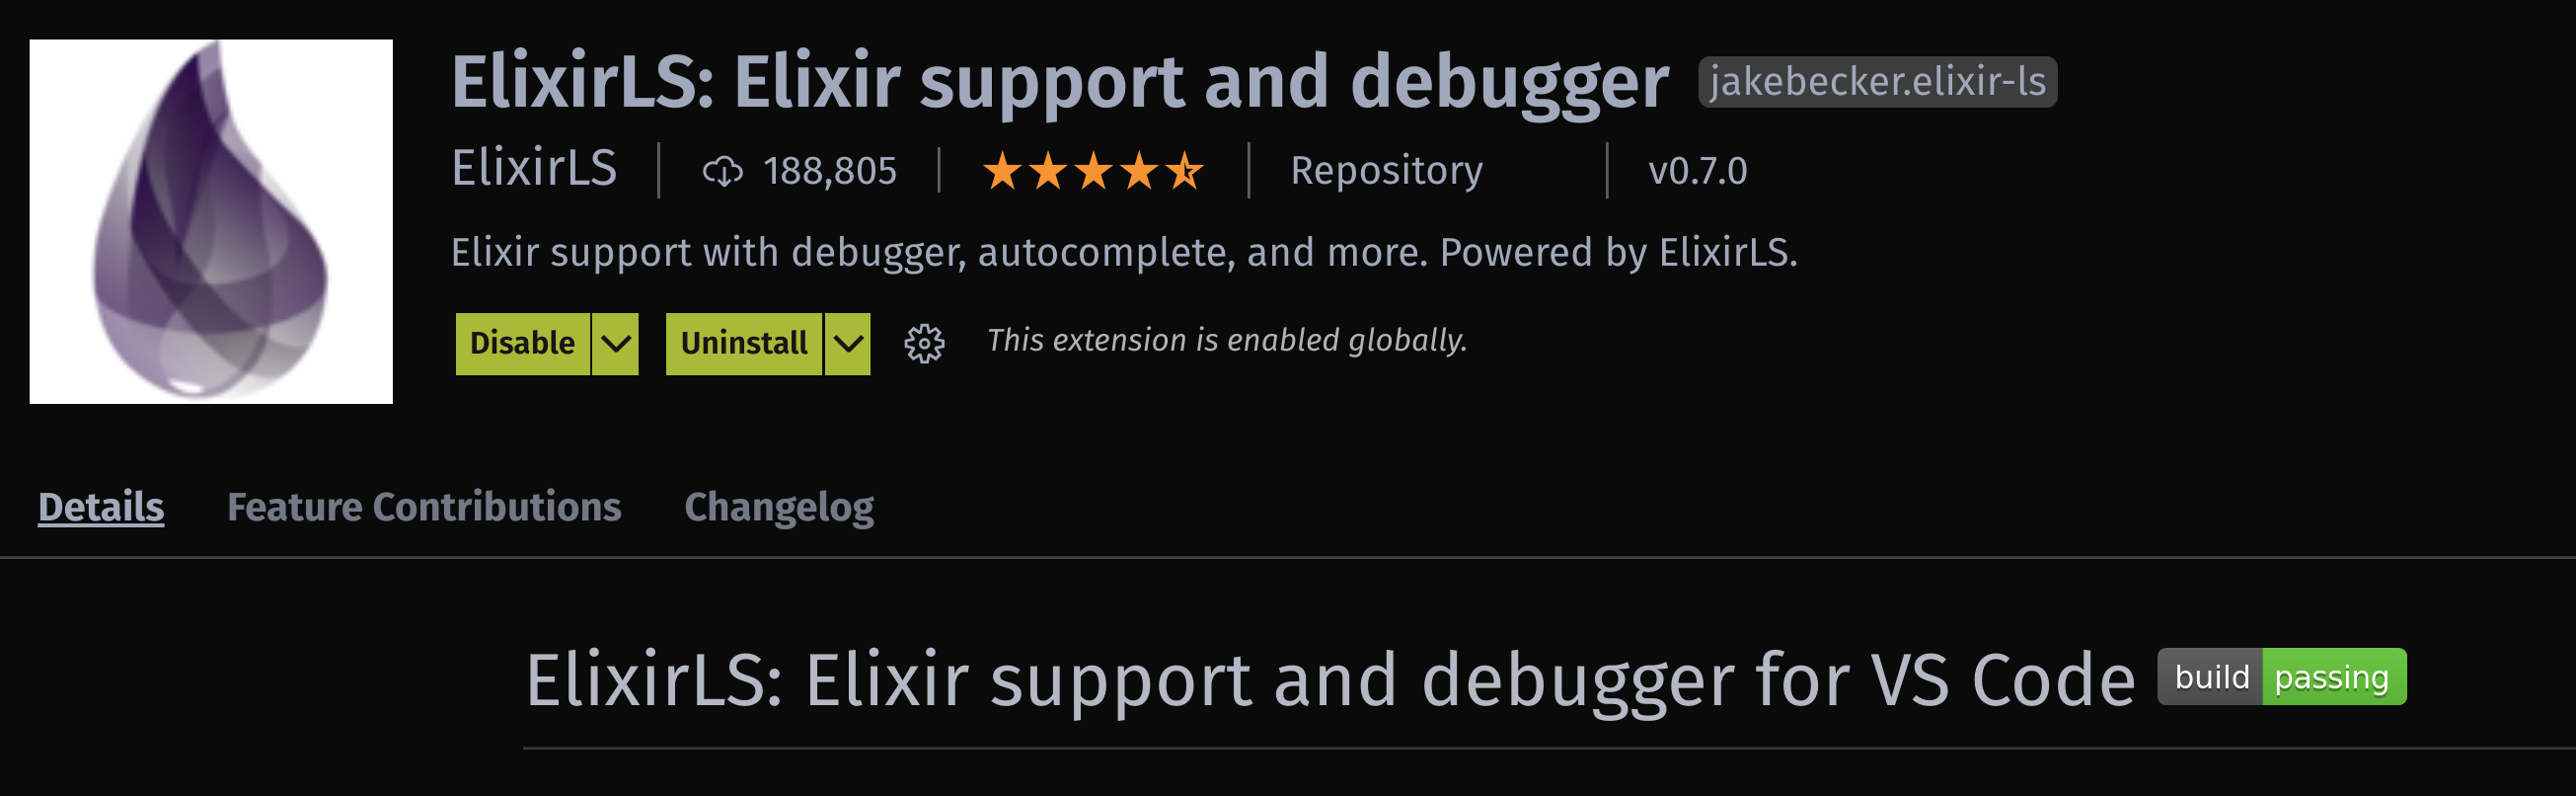 ElixirLS: Elixir support and debugger jakebecker.elixir-ls
ElixirLS 188,805 Repository v0.7.0
Elixir support with debugger, autocomplete, and more. Powered by ElixirLS.
Disable Uninstall This extension is enabled globally.
Details Feature Contributions Changelog
ElixirLS: Elixir support and debugger for VS Code build passing